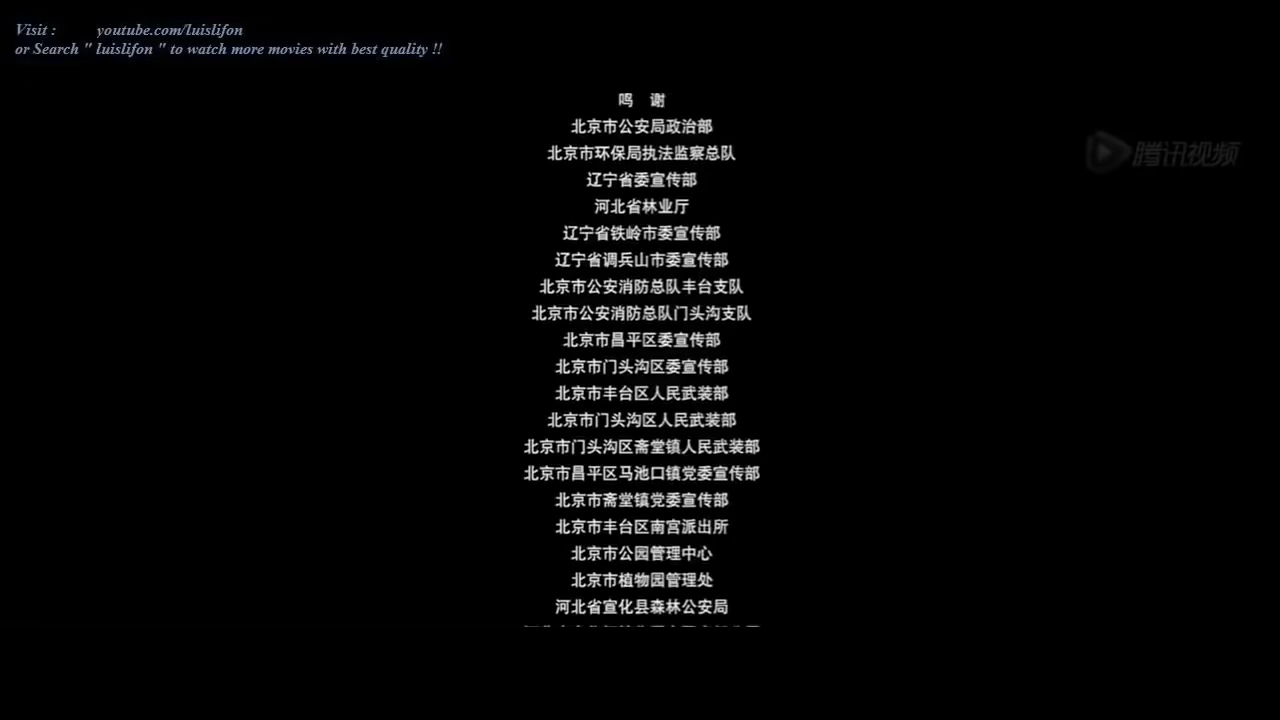 Visit : youtube.com/luislifon
or Search " luislifon " to watch more movies with best quality !!
腾讯视频
鸣 谢
北京市公安局政治部
北京市环保局执法监察总队
辽宁省委宣传部
河北省林业厅
辽宁省铁岭市委宣传部
辽宁省调兵山市委宣传部
北京市公安消防总队丰台支队
北京市公安消防总队门头沟支队
北京市昌平区委宣传部
北京市门头沟区委宣传部
北京市丰台区人民武装部
北京市门头沟区人民武装部
北京市门头沟区斋堂镇人民武装部
北京市昌平区马池口镇党委宣传部
北京市斋堂镇党委宣传部
北京市丰台区南宫派出所
北京市公园管理中心
北京市植物园管理处
河北省宣化县森林公安局